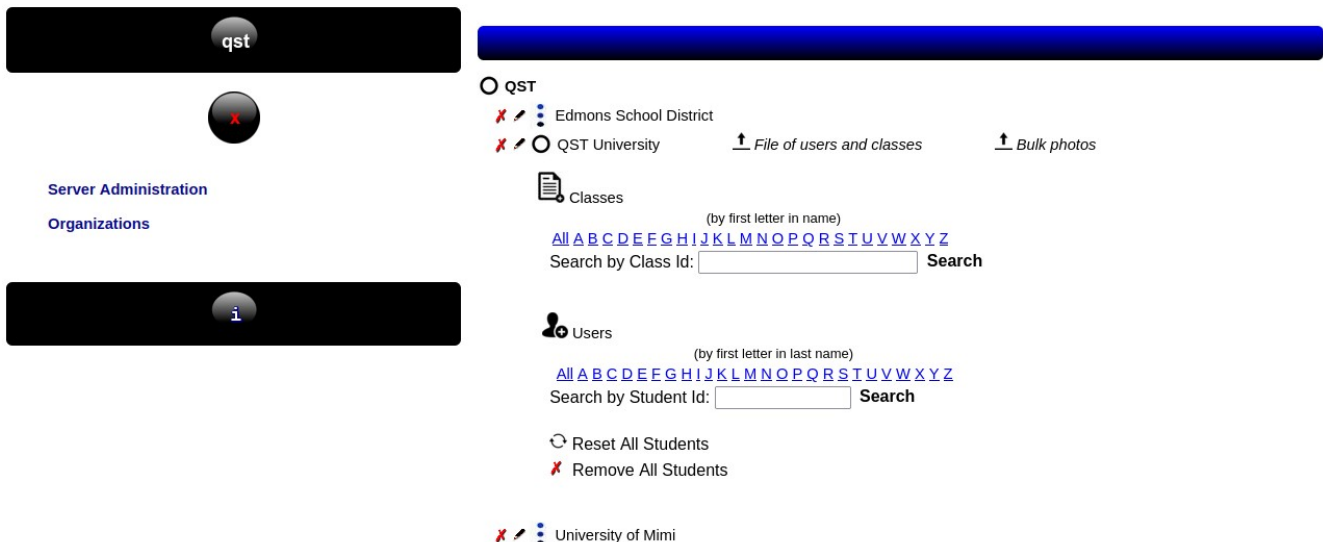 qst
x
Server Administration
Organizations
i
QST
Edmons School District
QST University File of users and classes Bulk photos
Classes
(by first letter in name)
All A B C D E F G H I J K L M N O P Q R S T U V W X Y Z
Search by Class Id: Search
Users
(by first letter in last name)
All A B C D E F G H I J K L M N O P Q R S T U V W X Y Z
Search by Student Id: Search
Reset All Students
Remove All Students
University of Mimi